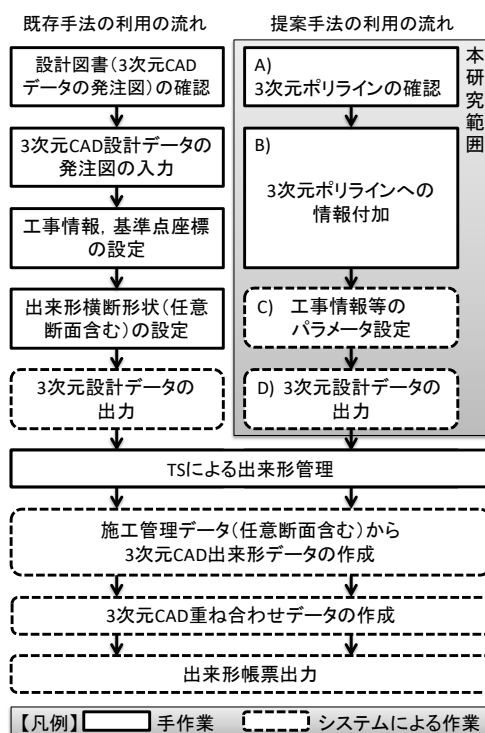 既存手法の利用の流れ
設計図書(3次元CAD
データの発注図)の確認
3次元CAD設計データの
発注図の入力
工事情報，基準点座標
の設定
出来形横断形状(任意
断面含む)の設定
3次元設計データの
出力
提案手法の利用の流れ
本研究範囲
A)
3次元ポリラインの確認
B)
3次元ポリラインへの
情報付加
C) 工事情報等の
パラメータ設定
D) 3次元設計データの
出力
TSによる出来形管理
施工管理データ(任意断面含む)から
3次元CAD出来形データの作成
3次元CAD重ね合わせデータの作成
出来形帳票出力
【凡例】 手作業 システムによる作業